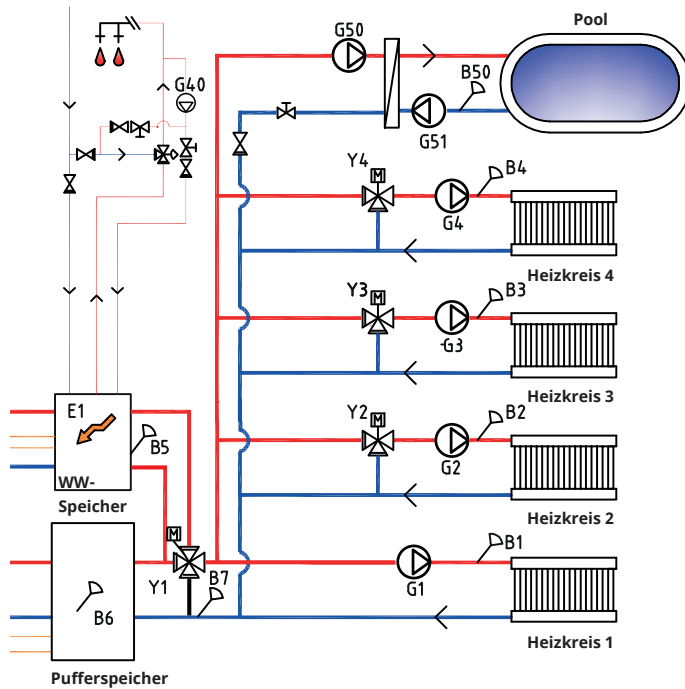 Pool
G50
G40
B50
G51
Y4
M
B4
G4
Heizkreis 4
Y3
M
B3
-G3
Heizkreis 3
Y2
M
B2
G2
Heizkreis 2
E1
B5
WW-
Speicher
M
Y1
B7
G1
B1
B6
Heizkreis 1
Pufferspeicher